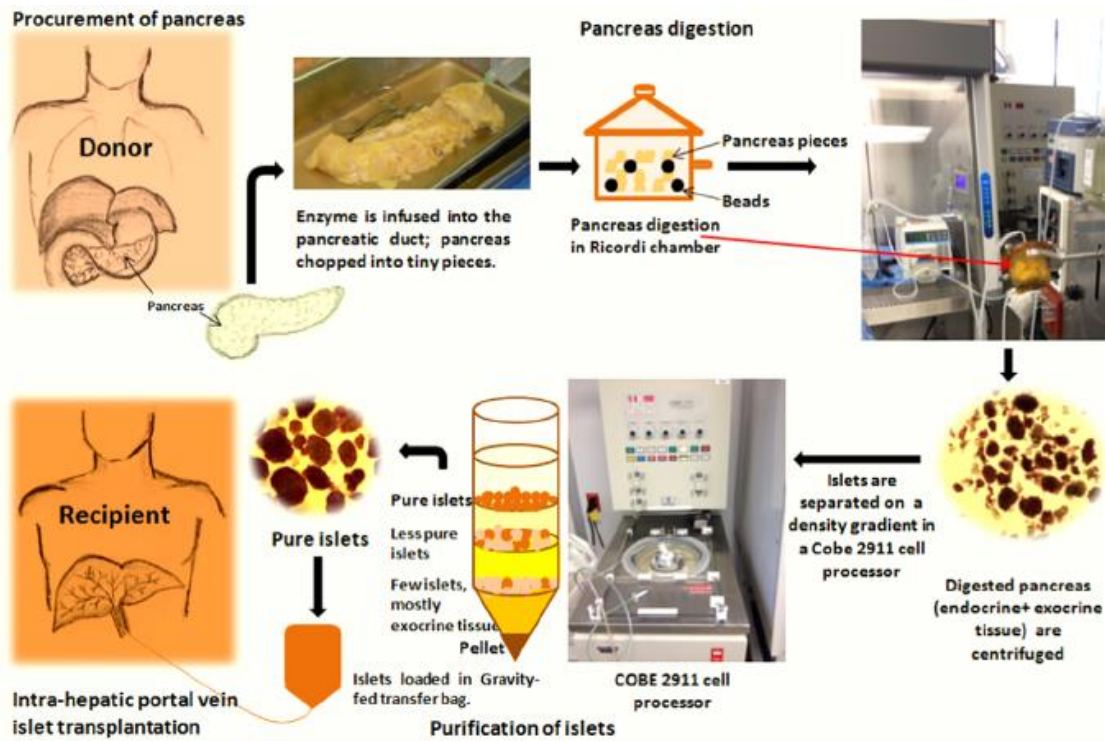 Procurement of pancreas
Donor
Pancreas
Enzyme is infused into the
pancreatic duct; pancreas
chopped into tiny pieces.
Pancreas digestion
Pancreas pieces
Beads
Pancreas digestion
in Ricordi chamber
Islets are
separated on a
density gradient in
a Cobe 2911 cell
processor
Digested pancreas
(endocrine+ exocrine
tissue) are
centrifuged
COBE 2911 cell
processor
Pure islets
Less pure
islets
Few islets,
mostly
exocrine tissue
Pellet
Purification of islets
Pure islets
Islets loaded in Gravity-
fed transfer bag.
Recipient
Intra-hepatic portal vein
islet transplantation